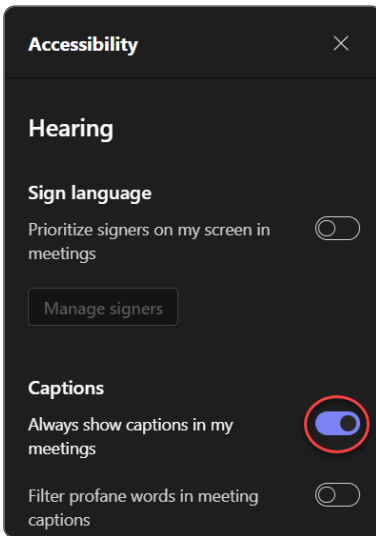 Accessibility
Hearing
Sign language
Prioritize signers on my screen in
meetings
Manage signers
Captions
Always show captions in my
meetings
Filter profane words in meeting
captions